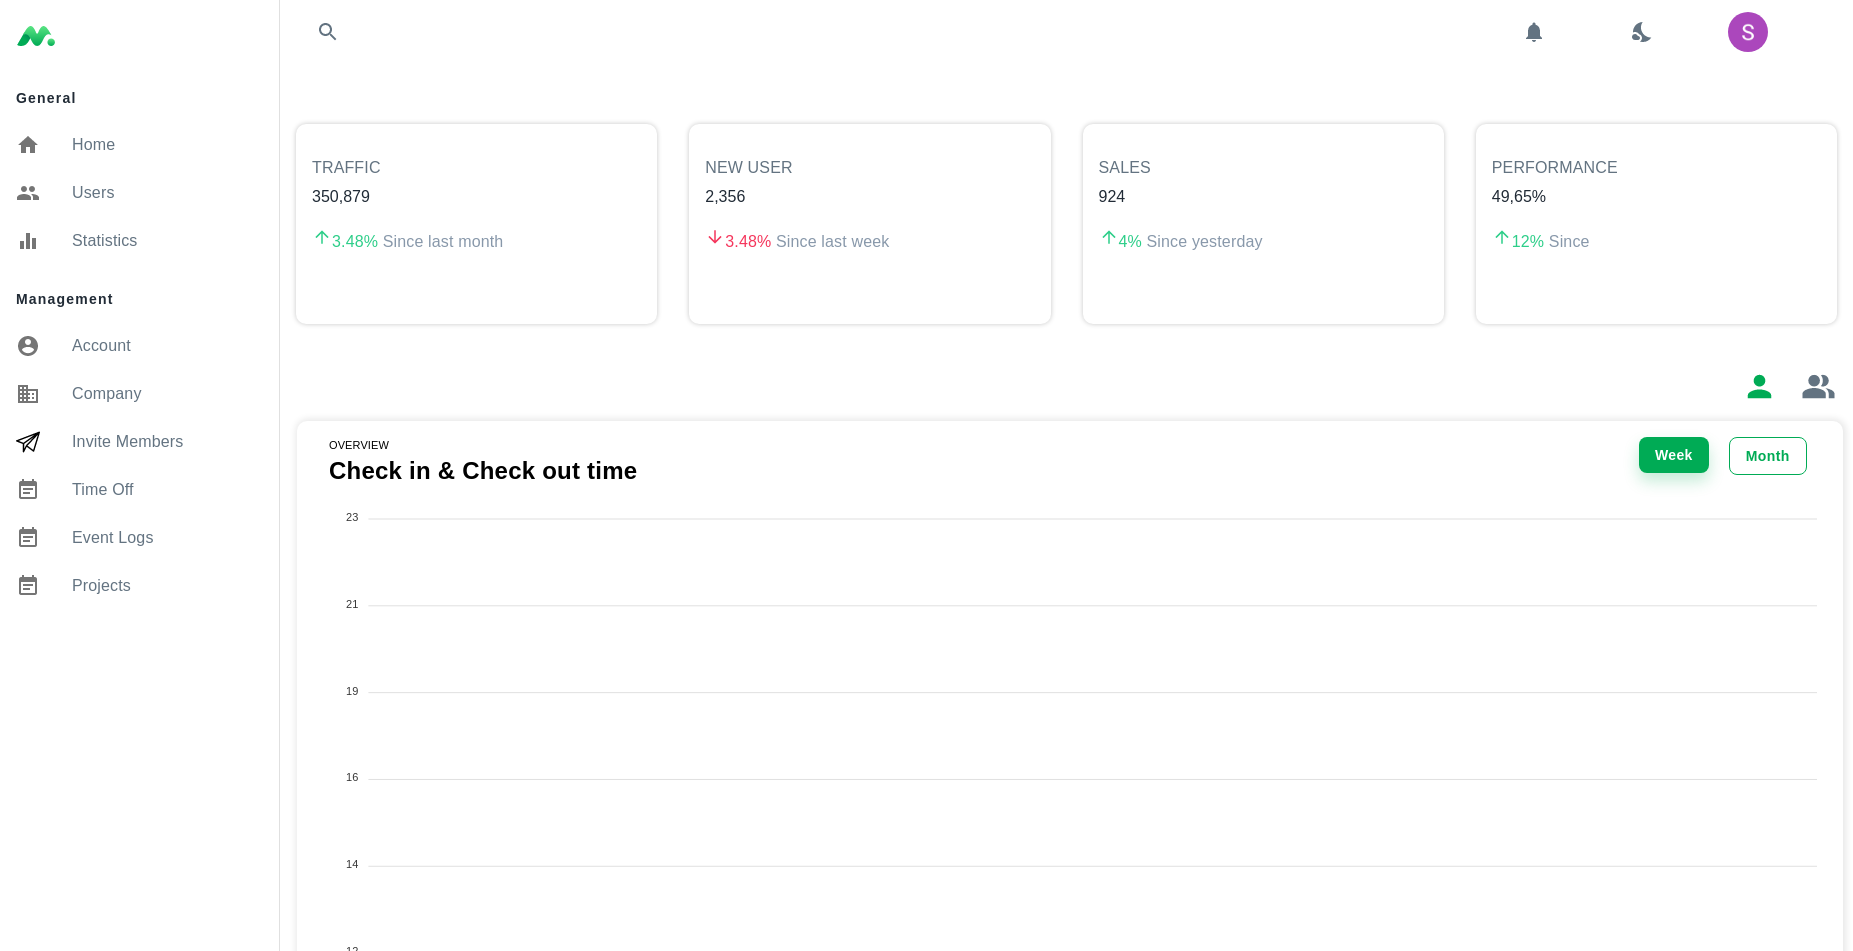 S
General
Home
Users
Statistics
Management
Account
Company
Invite Members
Time Off
Event Logs
Projects
TRAFFIC
350,879
3.48% Since last month
NEW USER
2,356
3.48% Since last week
SALES
924
4% Since yesterday
PERFORMANCE
49,65%
12% Since
OVERVIEW
Check in & Check out time
Week
Month
23
21
19
16
14